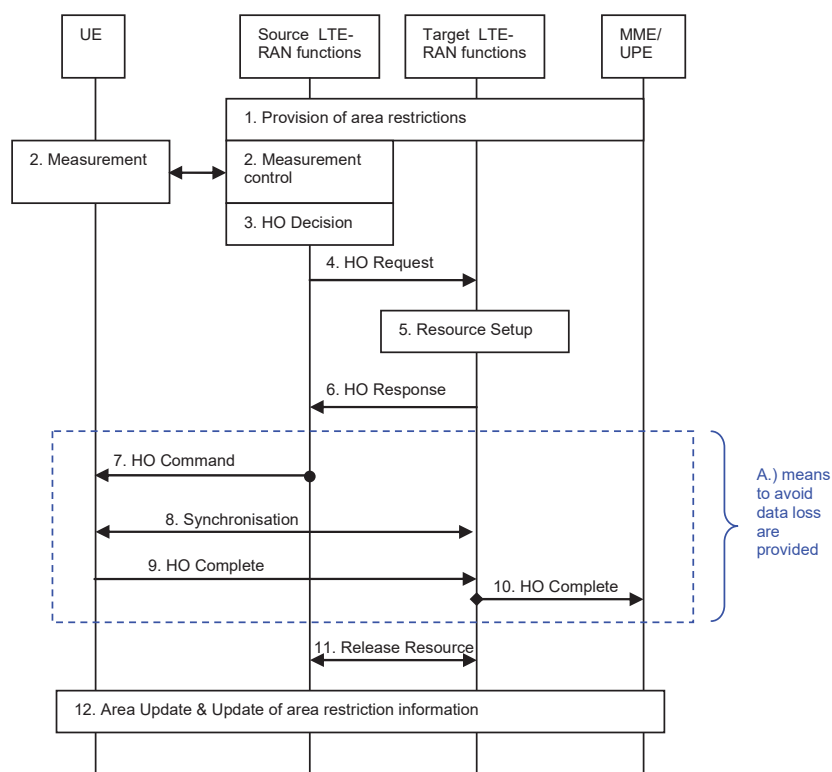 UE
Source LTE-
RAN functions
Target LTE-
RAN functions
MME/
UPE
1. Provision of area restrictions
2. Measurement
2. Measurement
control
3. HO Decision
4. HO Request
5. Resource Setup
6. HO Response
7. HO Command
8. Synchronisation
9. HO Complete
10. HO Complete
A.) means
to avoid
data loss
are
provided
11. Release Resource
12. Area Update & Update of area restriction information